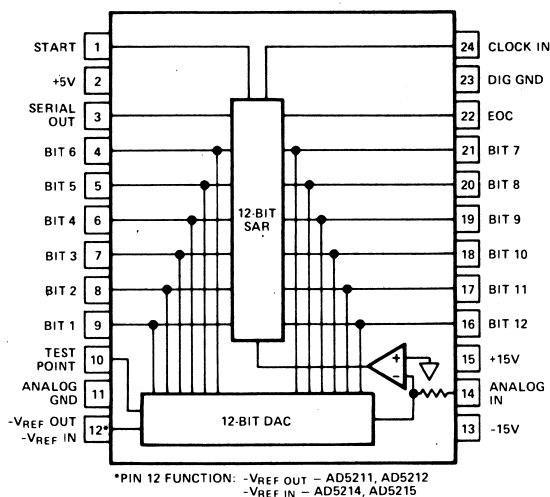 START 1 24 CLOCK IN
+5V 2 23 DIG GND
SERIAL
OUT 3 22 EOC
BIT 6 4 21 BIT 7
BIT 5 5 20 BIT 8
BIT 4 6 12-BIT
SAR 19 BIT 9
BIT 3 7 18 BIT 10
BIT 2 8 17 BIT 11
BIT 1 9 16 BIT 12
TEST
POINT 10 + 15 +15V
ANALOG
GND 11 − 14 ANALOG
IN
-VREF OUT
-VREF IN 12* 12-BIT DAC 13 -15V
*PIN 12 FUNCTION: -VREF OUT – AD5211, AD5212
-VREF IN – AD5214, AD5215